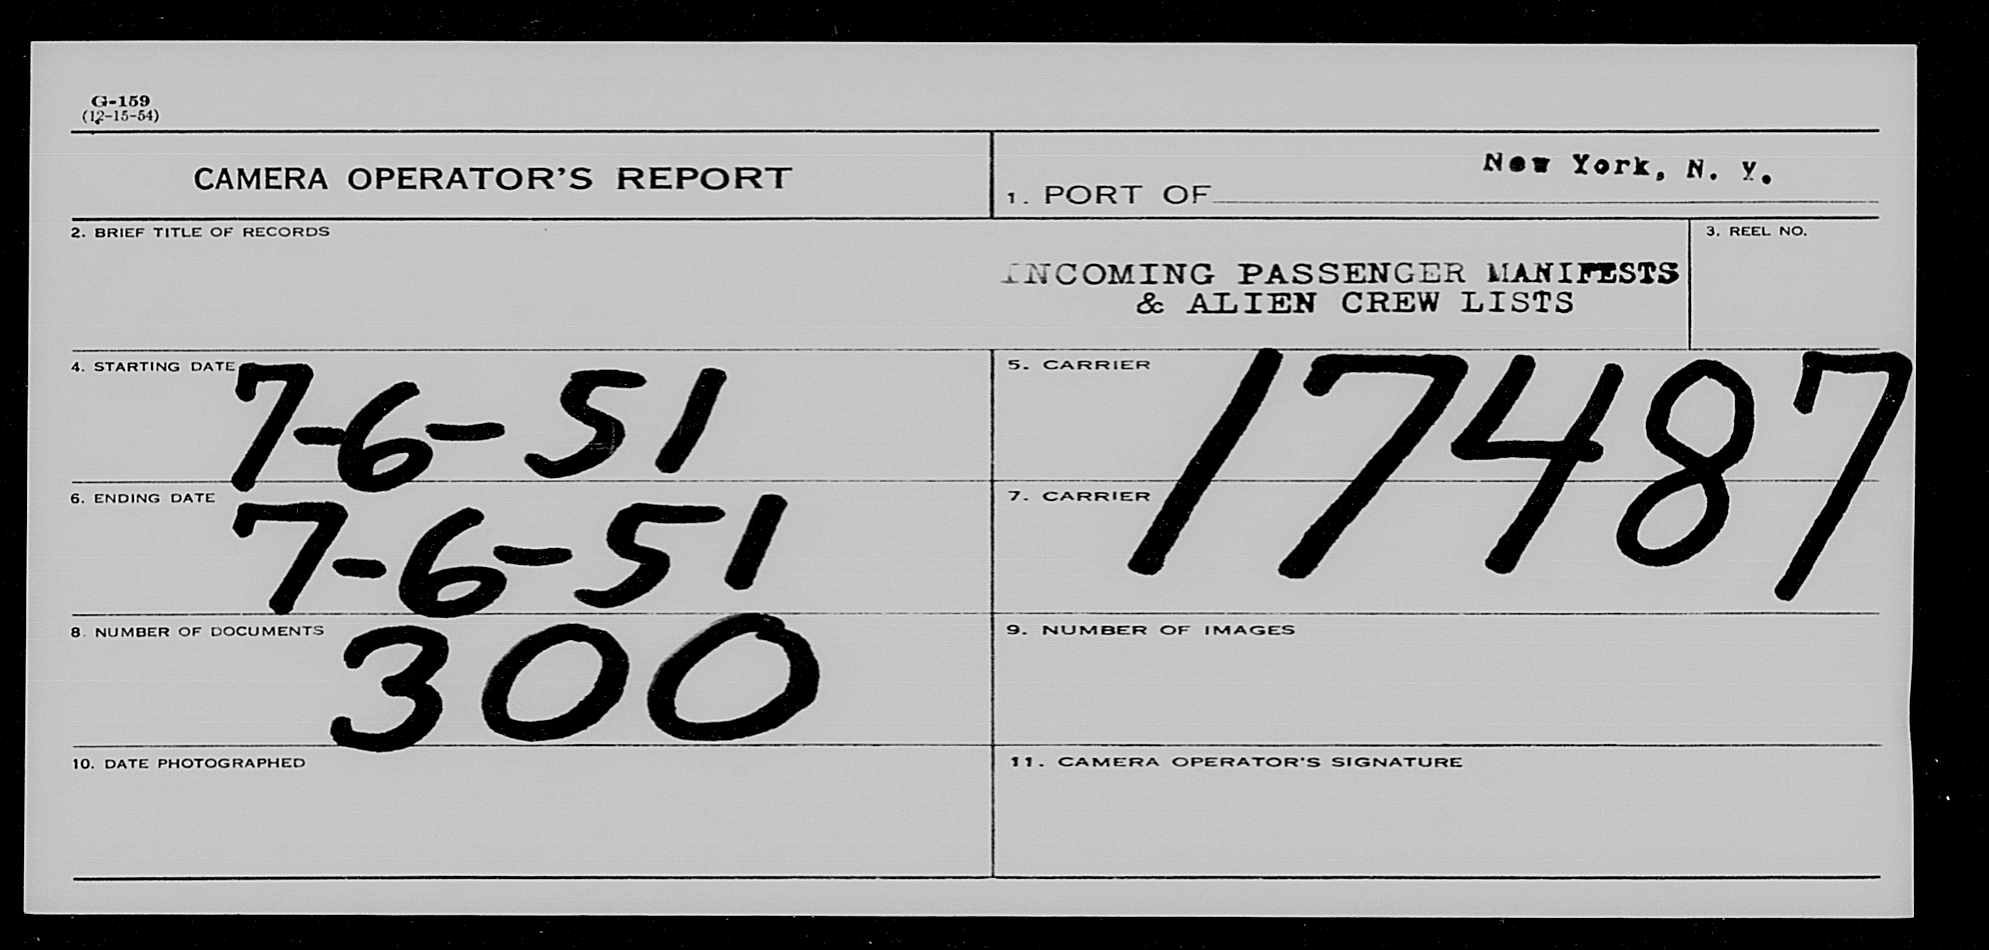 G-159
(12-15-54)
CAMERA OPERATOR'S REPORT
1. PORT OF New York, N. Y.
2. BRIEF TITLE OF RECORDS
INCOMING PASSENGER MANIFESTS
& ALIEN CREW LISTS
3. REEL NO.
4. STARTING DATE 7-6-51
5. CARRIER
17487
6. ENDING DATE 7-6-51
7. CARRIER
8. NUMBER OF DOCUMENTS 300
9. NUMBER OF IMAGES
10. DATE PHOTOGRAPHED
11. CAMERA OPERATOR'S SIGNATURE